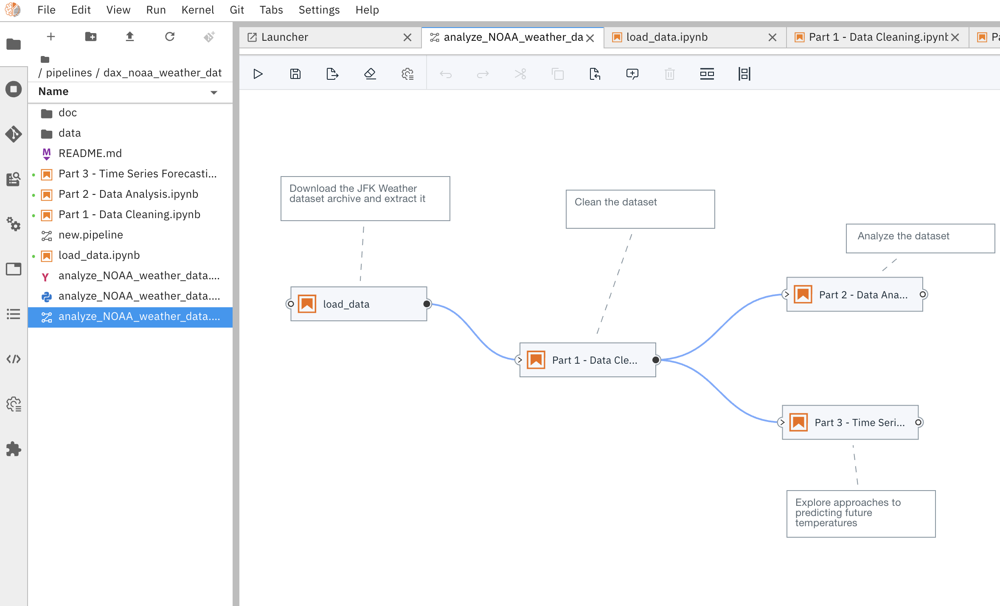 File Edit View Run Kernel Git Tabs Settings Help
Launcher
analyze_NOAA_weather_da
load_data.ipynb
Part 1 - Data Cleaning.ipynb
Pa
/ pipelines / dax_noaa_weather_dat
Name
doc
data
README.md
Part 3 - Time Series Forecasti...
Part 2 - Data Analysis.ipynb
Part 1 - Data Cleaning.ipynb
new.pipeline
load_data.ipynb
analyze_NOAA_weather_data....
analyze_NOAA_weather_data....
analyze_NOAA_weather_data....
Download the JFK Weather
dataset archive and extract it
Clean the dataset
Analyze the dataset
load_data
Part 2 - Data Ana...
Part 1 - Data Cle...
Part 3 - Time Seri...
Explore approaches to
predicting future
temperatures